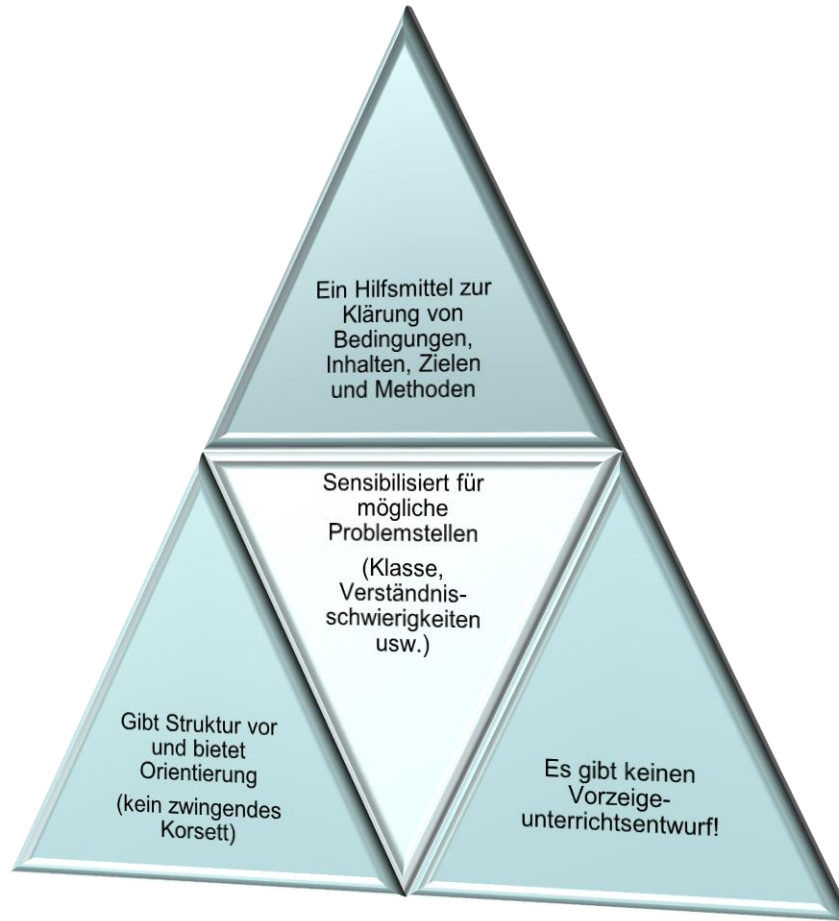 Ein Hilfsmittel zur
Klärung von
Bedingungen,
Inhalten, Zielen
und Methoden
Sensibilisiert für
mögliche
Problemstellen
(Klasse,
Verständnis-
schwierigkeiten
usw.)
Gibt Struktur vor
und bietet
Orientierung
(kein zwingendes
Korsett)
Es gibt keinen
Vorzeige-
unterrichtsentwurf!